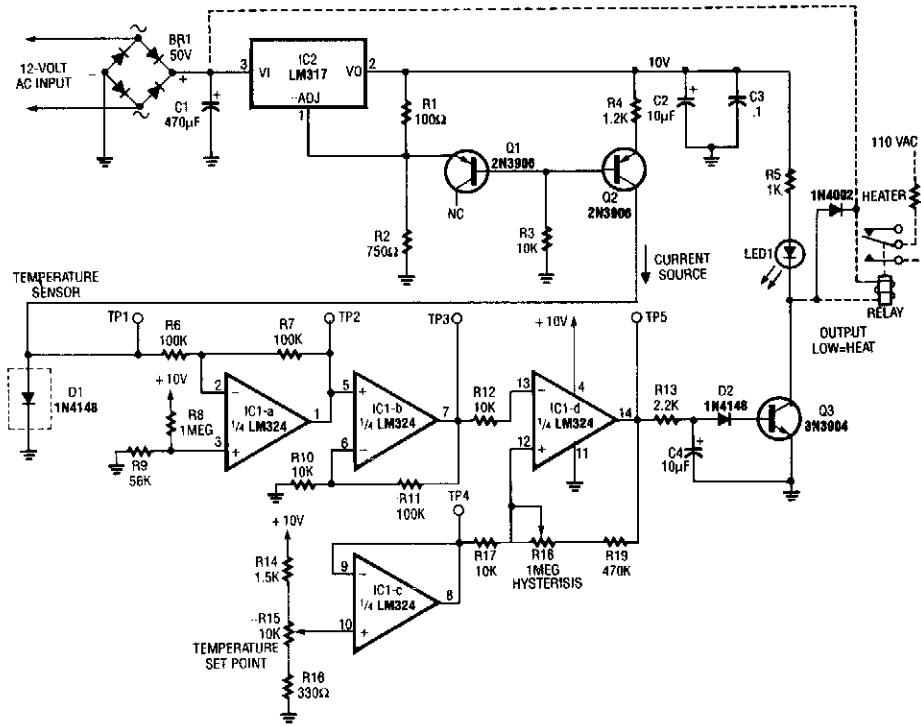 BR1
50V
12-VOLT
AC INPUT
+
C1
470µF
3
VI
IC2
LM317
VO
2
-ADJ
1
R1
100Ω
R2
750Ω
Q1
2N3906
NC
R3
10K
10V
R4
1.2K
C2
10µF
C3
.1
Q2
2N3906
CURRENT
SOURCE
R5
1K
LED1
1N4002
110 VAC
HEATER
RELAY
OUTPUT
LOW=HEAT
TEMPERATURE
SENSOR
TP1
TP2
TP3
TP5
R6
100K
R7
100K
D1
1N4148
+10V
R8
1MEG
R9
56K
2
3
1
IC1-a
1/4 LM324
5
6
7
IC1-b
1/4 LM324
R10
10K
R11
100K
R12
10K
+10V
13
12
4
14
11
IC1-d
1/4 LM324
R13
2.2K
D2
1N4148
C4
10µF
Q3
3N3904
TP4
R17
10K
R18
1MEG
HYSTERISIS
R19
470K
+10V
R14
1.5K
R15
10K
TEMPERATURE
SET POINT
R16
330Ω
9
10
8
IC1-c
1/4 LM324